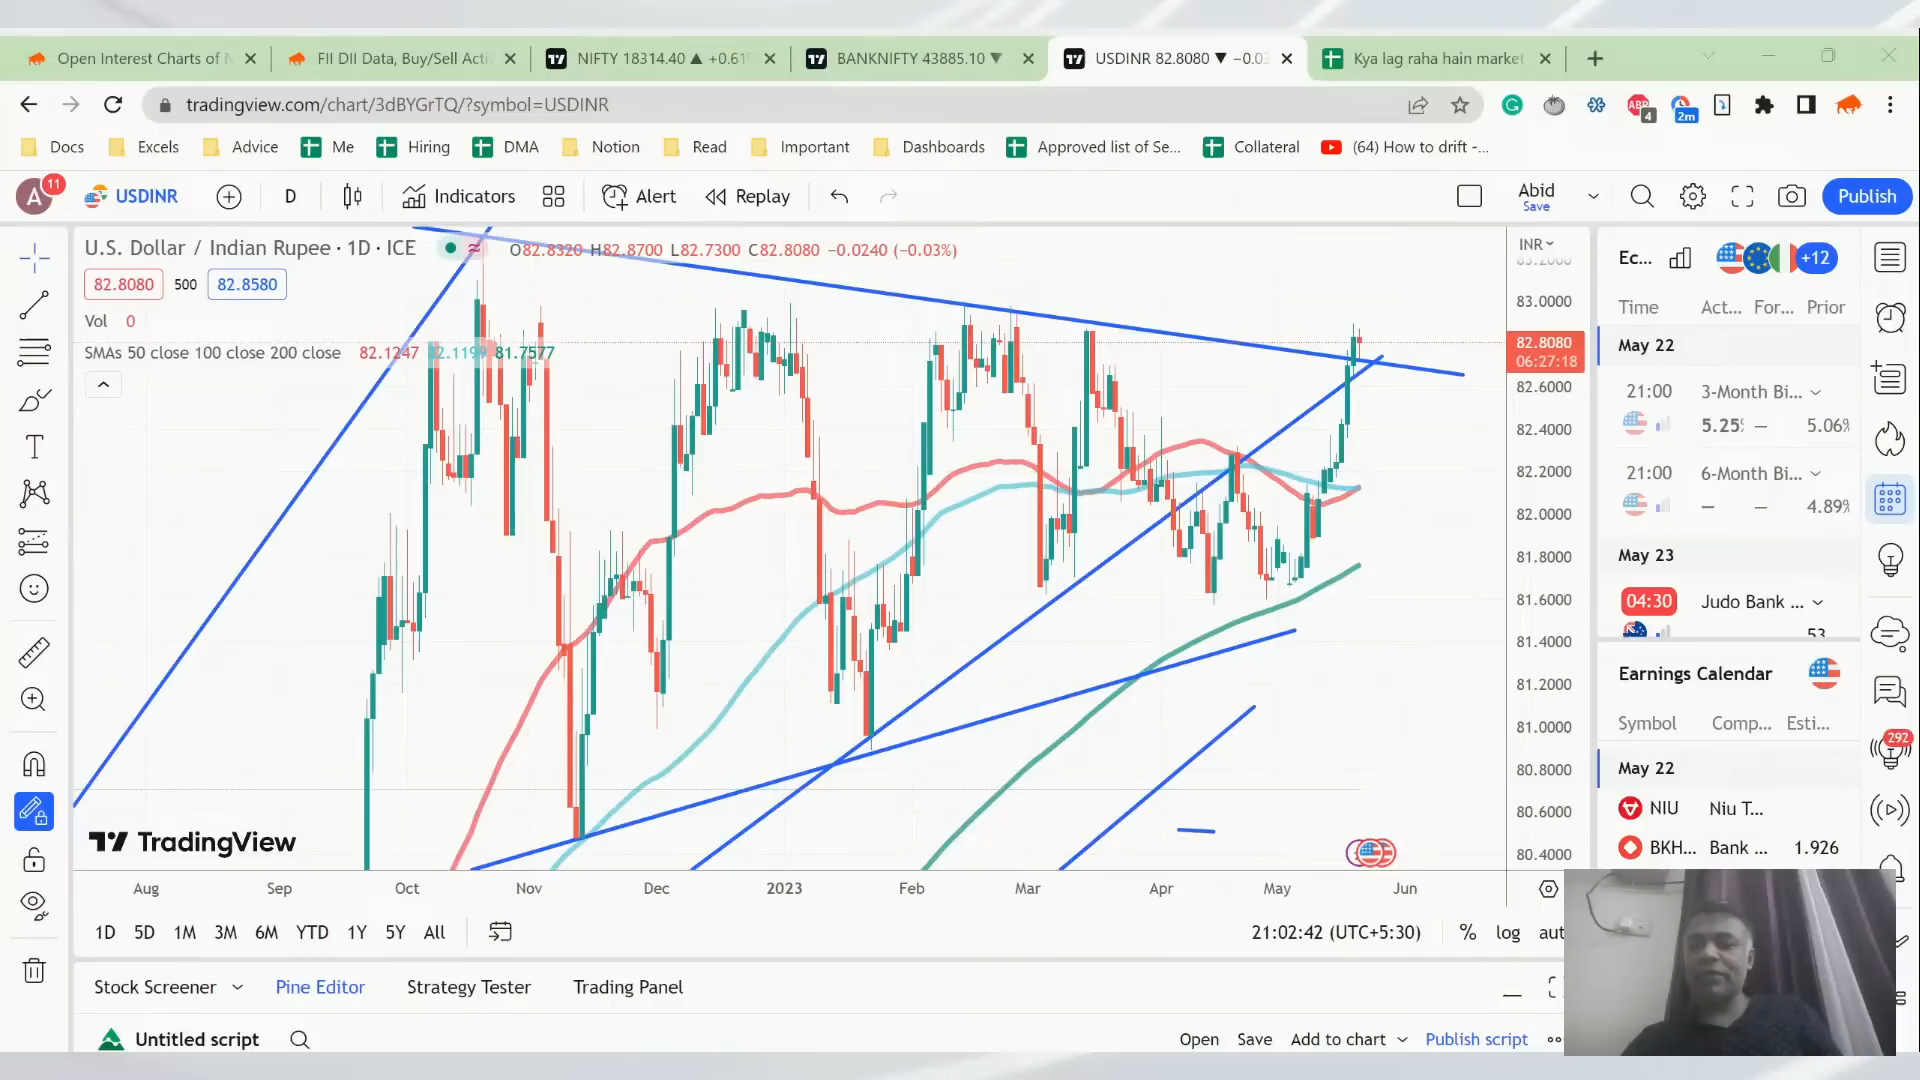 Open Interest Charts of N
FII DII Data, Buy/Sell Acti
NIFTY 18314.40 ▲ +0.61%
BANKNIFTY 43885.10 ▼
USDINR 82.8080 ▼ −0.03
Kya lag raha hain market
tradingview.com/chart/3dBYGrTQ/?symbol=USDINR
ABP
4
2m
Docs
Excels
Advice
Me
Hiring
DMA
Notion
Read
Important
Dashboards
Approved list of Se...
Collateral
(64) How to drift -...
A
11
USDINR
D
Indicators
Alert
Replay
Abid
Save
Publish
U.S. Dollar / Indian Rupee · 1D · ICE
O82.8320 H82.8700 L82.7300 C82.8080 −0.0240 (−0.03%)
82.8080
500
82.8580
Vol 0
SMAs 50 close 100 close 200 close 82.1247 82.1199 81.7577
INR
83.2000
83.0000
82.8080
06:27:18
82.6000
82.4000
82.2000
82.0000
81.8000
81.6000
81.4000
81.2000
81.0000
80.8000
80.6000
80.4000
TradingView
Aug
Sep
Oct
Nov
Dec
2023
Feb
Mar
Apr
May
Jun
1D
5D
1M
3M
6M
YTD
1Y
5Y
All
21:02:42 (UTC+5:30)
%
log
aut
Stock Screener
Pine Editor
Strategy Tester
Trading Panel
Untitled script
Open
Save
Add to chart
Publish script
Ec...
+12
Time
Act...
For...
Prior
May 22
21:00
3-Month Bi...
5.25%
—
5.06%
21:00
6-Month Bi...
—
—
4.89%
May 23
04:30
Judo Bank ...
53
Earnings Calendar
Symbol
Comp...
Esti...
May 22
NIU
Niu T...
BKH...
Bank ...
1.926
292